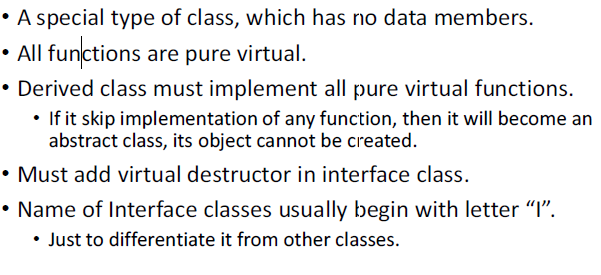 • A special type of class, which has no data members.
• All functions are pure virtual.
• Derived class must implement all pure virtual functions.
• If it skip implementation of any function, then it will become an
abstract class, its object cannot be created.
• Must add virtual destructor in interface class.
• Name of Interface classes usually begin with letter “I”.
• Just to differentiate it from other classes.